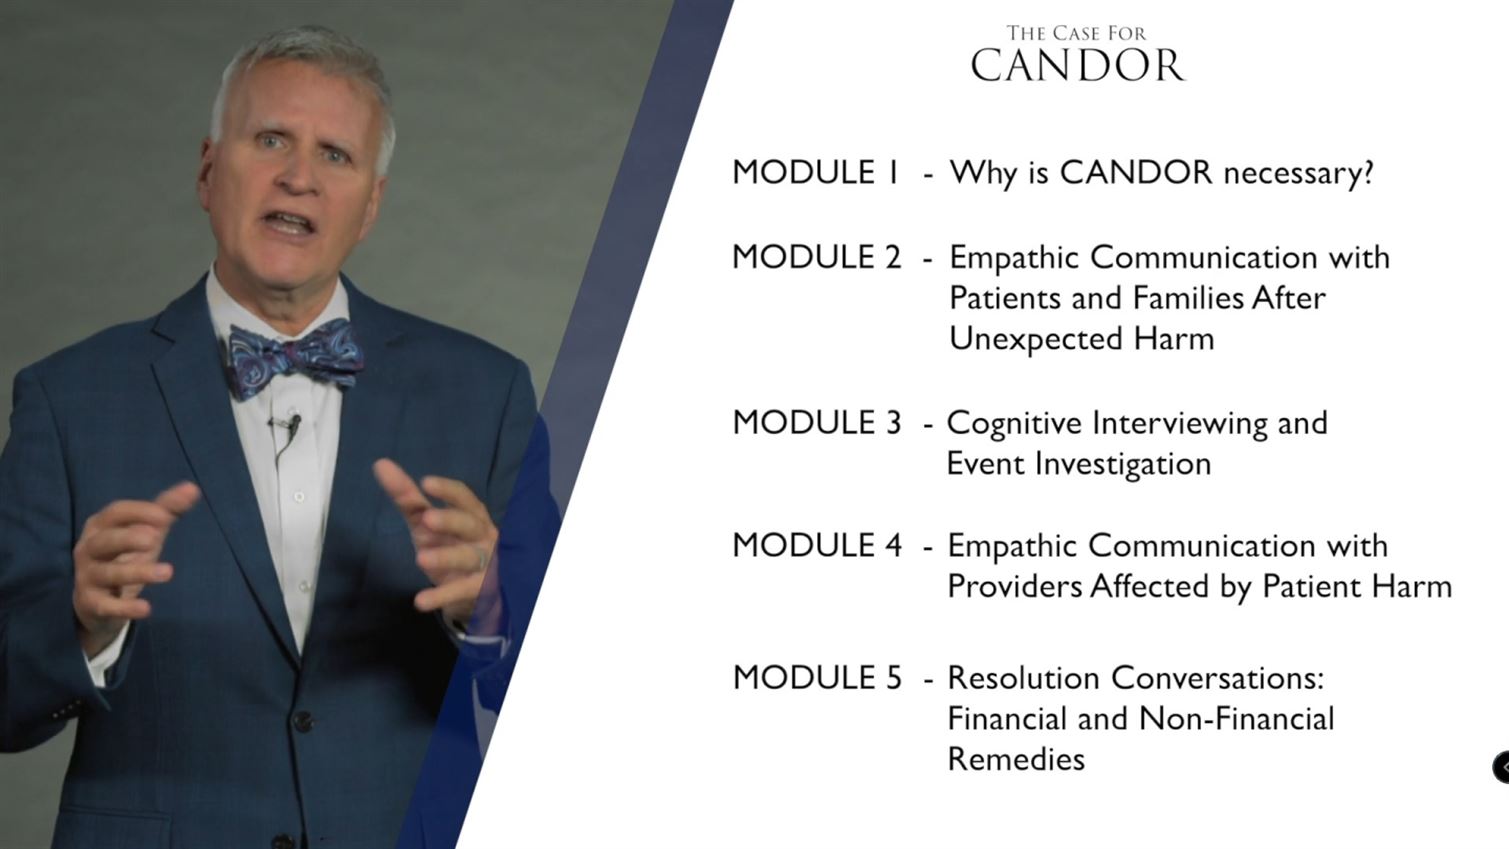 THE CASE FOR
CANDOR
MODULE 1 - Why is CANDOR necessary?
MODULE 2 - Empathic Communication with
Patients and Families After
Unexpected Harm
MODULE 3 - Cognitive Interviewing and
Event Investigation
MODULE 4 - Empathic Communication with
Providers Affected by Patient Harm
MODULE 5 - Resolution Conversations:
Financial and Non-Financial
Remedies